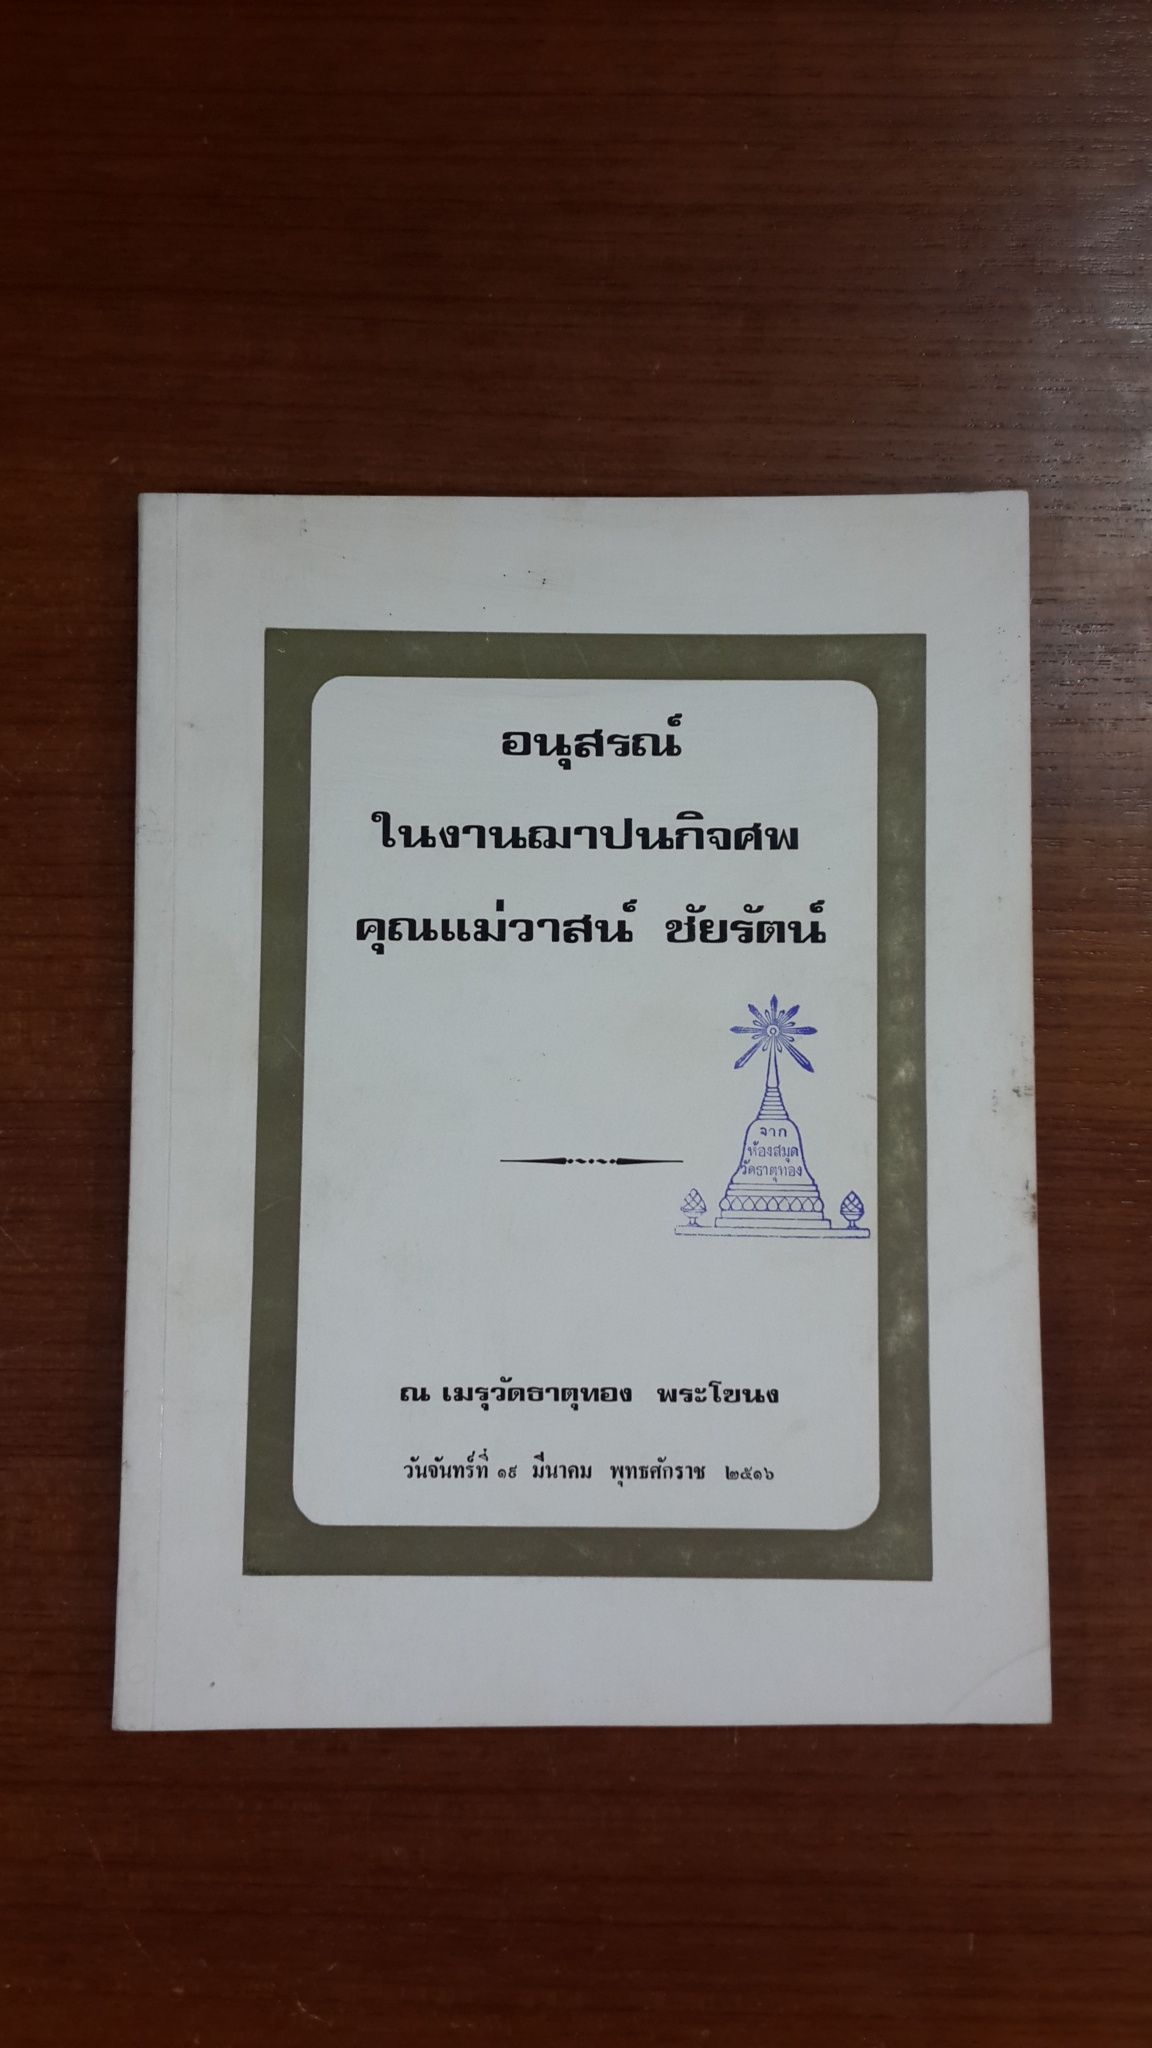 อนุสรณ์
ในงานฌาปนกิจศพ
คุณแม่วาสน์ ชัยรัตน์
จาก
ห้องสมุด
วัดธาตุทอง
ณ เมรุวัดธาตุทอง พระโขนง
วันจันทร์ที่ ๑๙ มีนาคม พุทธศักราช ๒๕๑๖